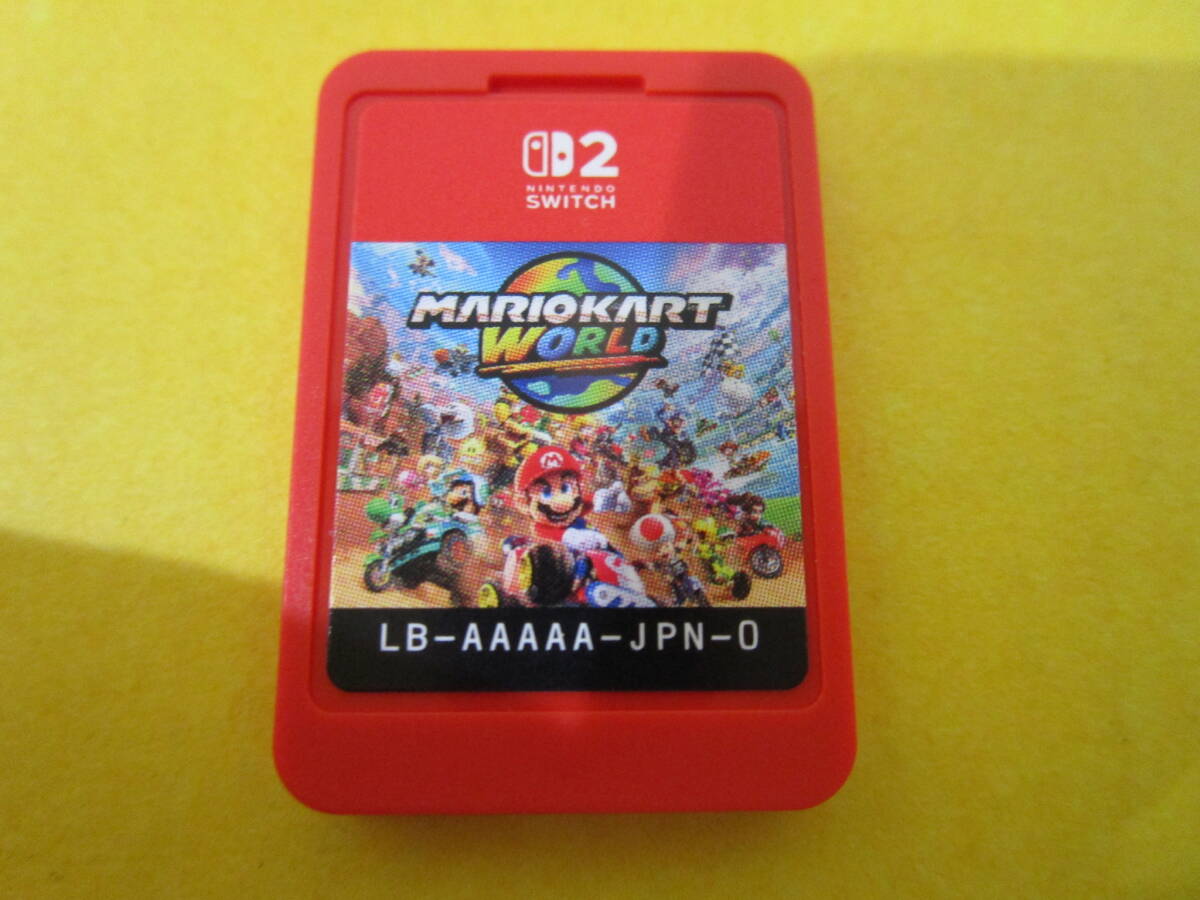 2
NINTENDO
SWITCH
MARIOKART
WORLD
M
LB-AAAAA-JPN-0